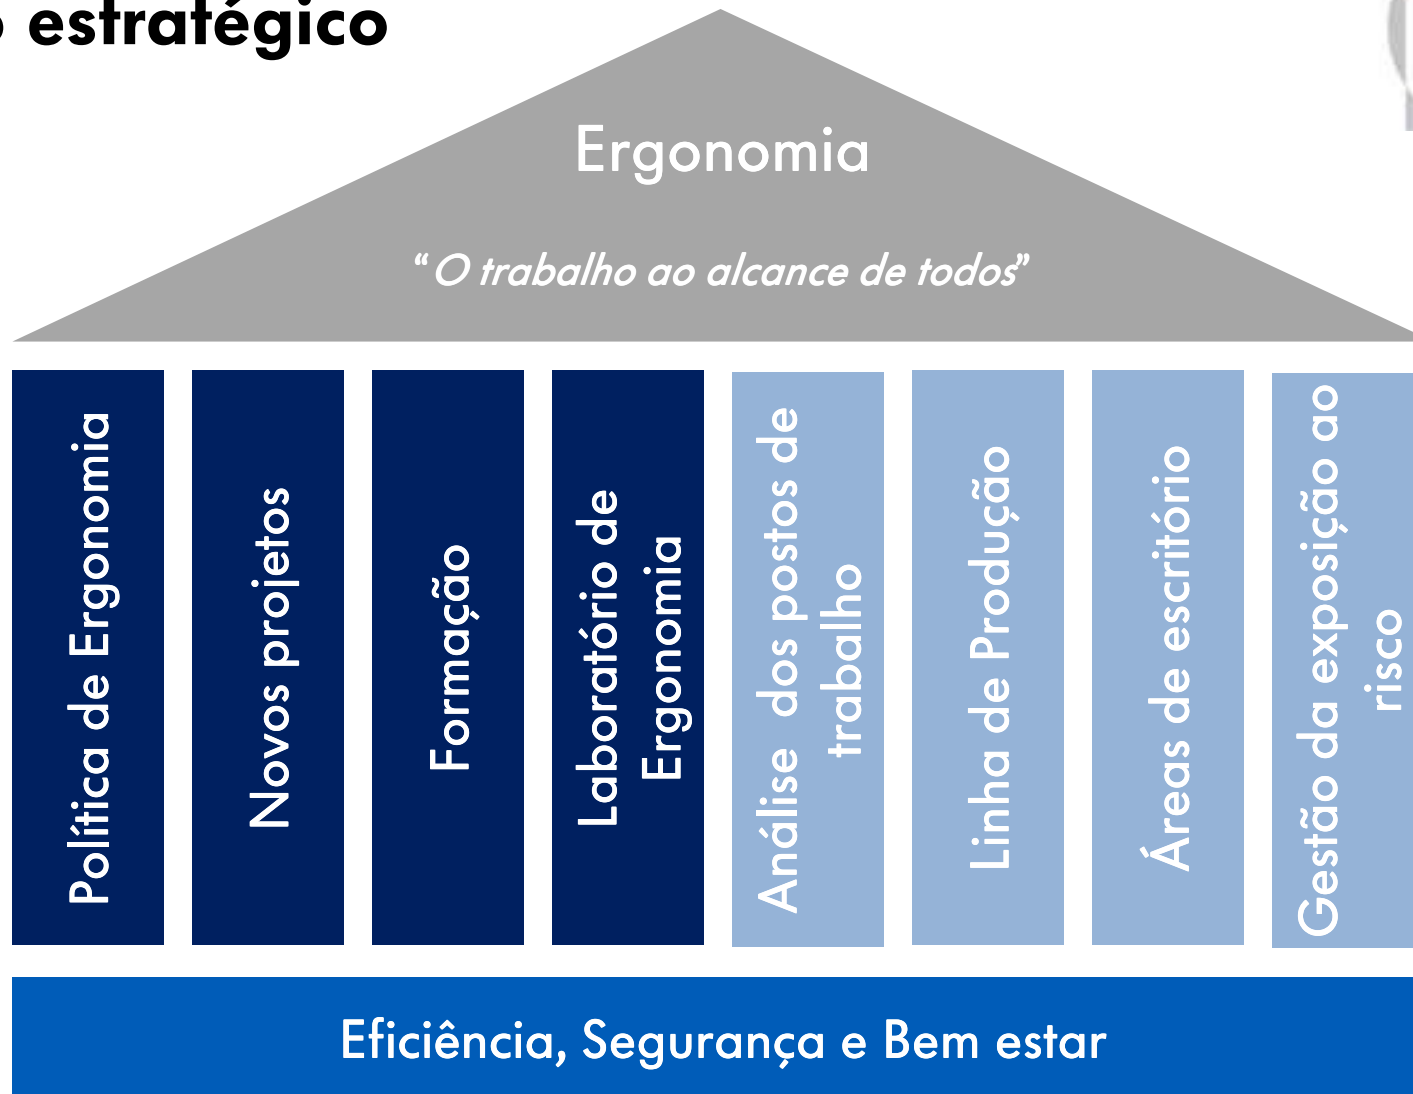 estratégico
Ergonomia
“O trabalho ao alcance de todos”
Política de Ergonomia
Novos projetos
Formação
Laboratório de
Ergonomia
Análise dos postos de
trabalho
Linha de Produção
Áreas de escritório
Gestão da exposição ao
risco
Eficiência, Segurança e Bem estar